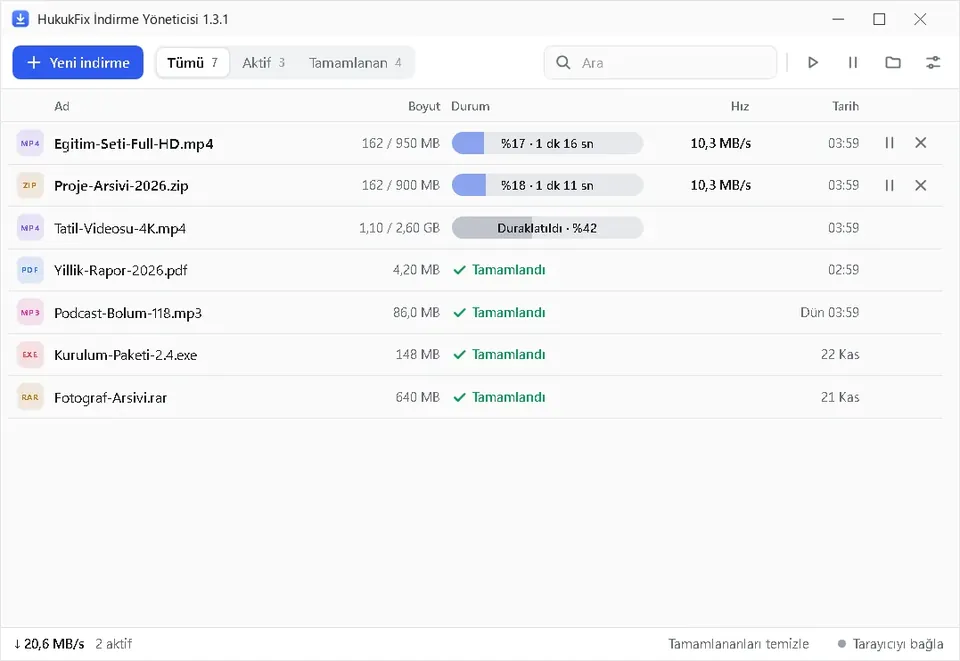 HukukFix İndirme Yöneticisi 1.3.1
Yeni indirme Tümü 7 Aktif 3 Tamamlanan 4 Ara
Ad Boyut Durum Hız Tarih
MP4 Egitim-Seti-Full-HD.mp4 162 / 950 MB %17 · 1 dk 16 sn 10,3 MB/s 03:59
ZIP Proje-Arsivi-2026.zip 162 / 900 MB %18 · 1 dk 11 sn 10,3 MB/s 03:59
MP4 Tatil-Videosu-4K.mp4 1,10 / 2,60 GB Duraklatıldı · %42 03:59
PDF Yillik-Rapor-2026.pdf 4,20 MB Tamamlandı 02:59
MP3 Podcast-Bolum-118.mp3 86,0 MB Tamamlandı Dün 03:59
EXE Kurulum-Paketi-2.4.exe 148 MB Tamamlandı 22 Kas
RAR Fotograf-Arsivi.rar 640 MB Tamamlandı 21 Kas
↓ 20,6 MB/s 2 aktif Tamamlananları temizle Tarayıcıyı bağla